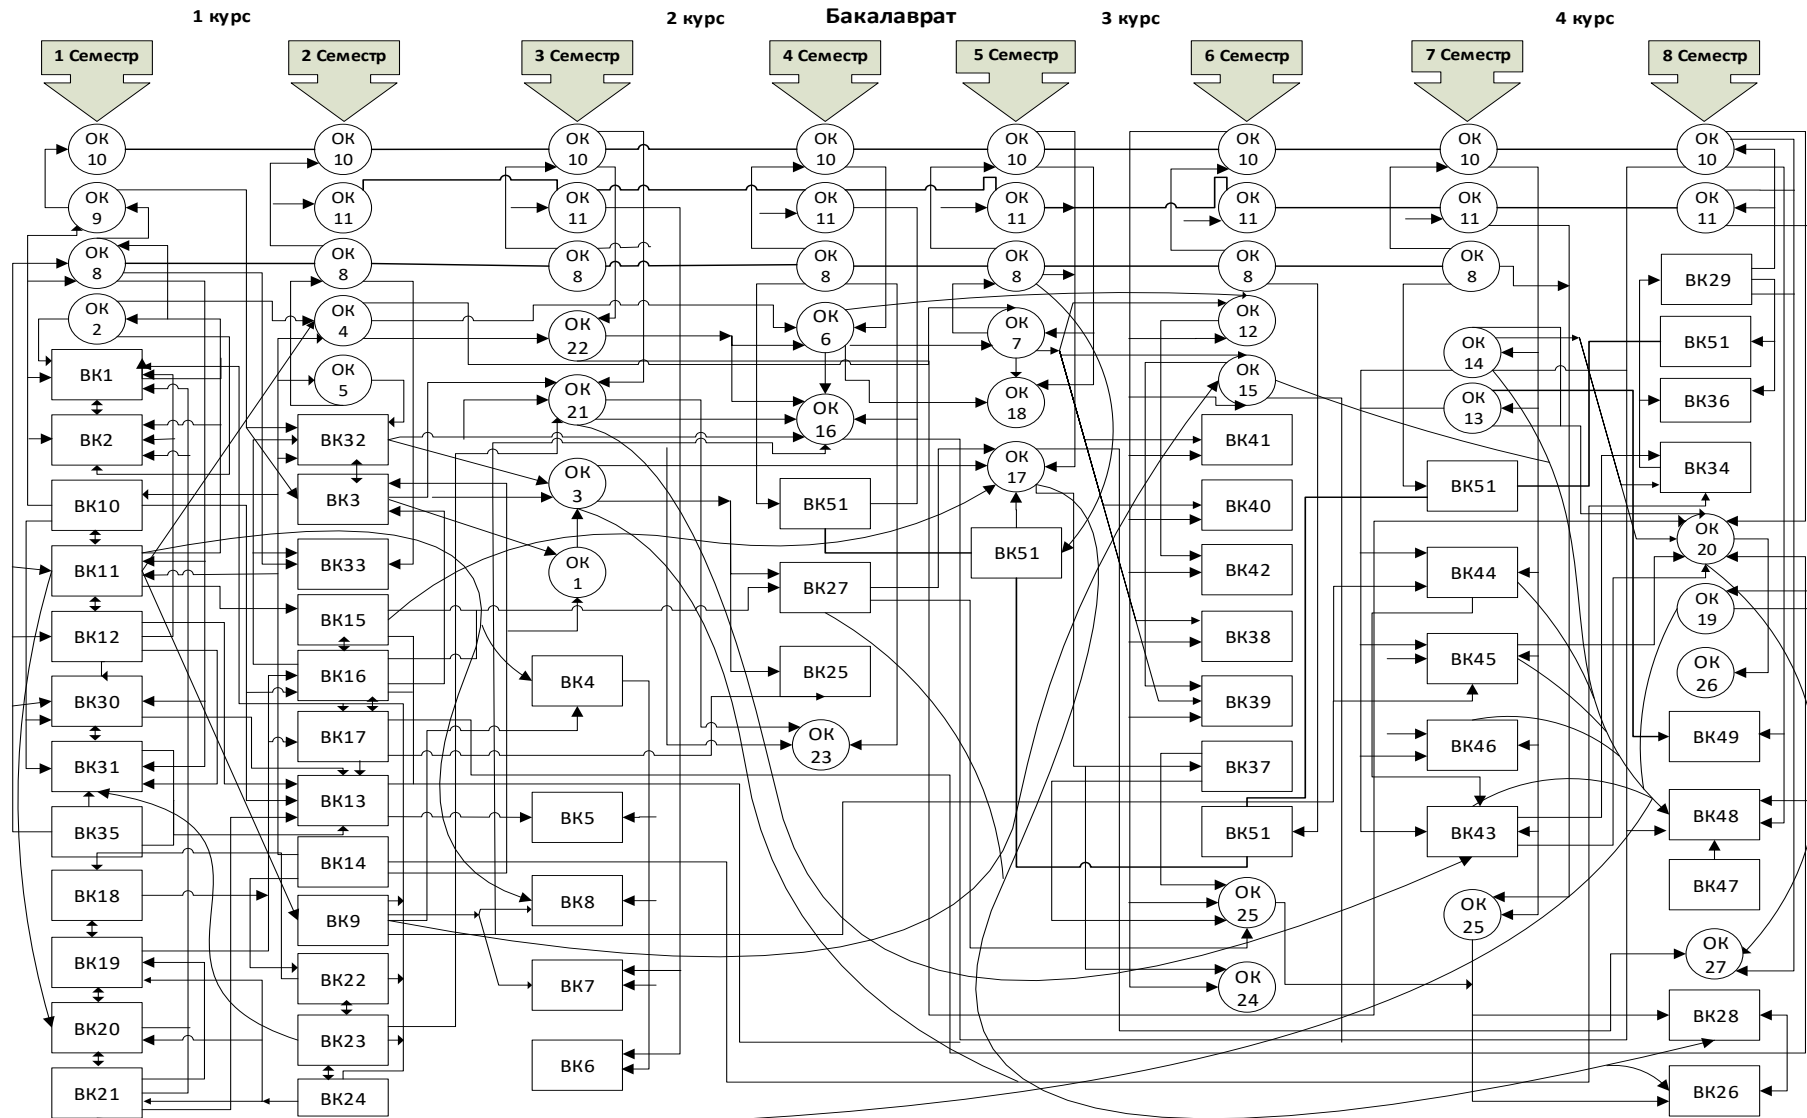 1 курс
2 курс
Бакалаврат
3 курс
4 курс
1 Семестр
2 Семестр
3 Семестр
4 Семестр
5 Семестр
6 Семестр
7 Семестр
8 Семестр
ОК
10
ОК
9
ОК
8
ОК
2
ВК1
ВК2
ВК10
ВК11
ВК12
ВК30
ВК31
ВК35
ВК18
ВК19
ВК20
ВК21
ОК
10
ОК
11
ОК
8
ОК
4
ОК
5
ВК32
ВК3
ВК33
ВК15
ВК16
ВК17
ВК13
ВК14
ВК9
ВК22
ВК23
ВК24
ОК
10
ОК
11
ОК
8
ОК
22
ОК
21
ОК
3
ОК
1
ВК4
ВК5
ВК8
ВК7
ВК6
ОК
10
ОК
11
ОК
8
ОК
6
ОК
16
ВК51
ВК27
ВК25
ОК
23
ОК
10
ОК
11
ОК
8
ОК
7
ОК
18
ОК
17
ВК51
ОК
10
ОК
11
ОК
8
ОК
12
ОК
15
ВК41
ВК40
ВК42
ВК38
ВК39
ВК37
ВК51
ОК
25
ОК
24
ОК
10
ОК
11
ОК
8
ОК
14
ОК
13
ВК51
ВК44
ВК45
ВК46
ВК43
ОК
25
ОК
10
ОК
11
ВК29
ВК51
ВК36
ВК34
ОК
20
ОК
19
ОК
26
ВК49
ВК48
ВК47
ОК
27
ВК28
ВК26